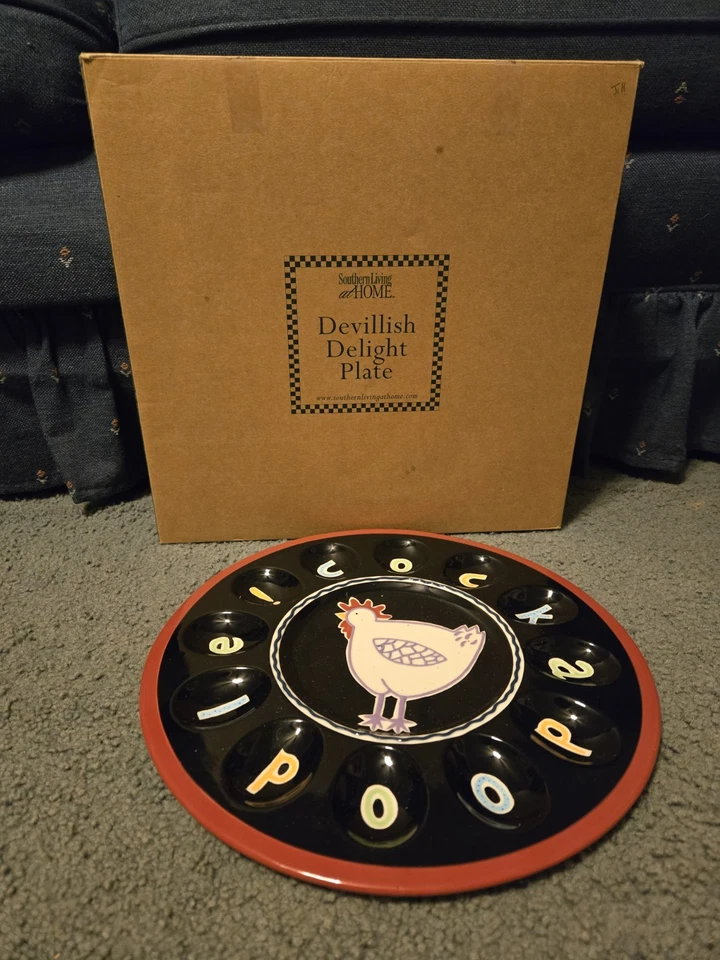 Southern Living
at HOME.
Devillish
Delight
Plate
www.southernlivingathome.com
cockadoodle!